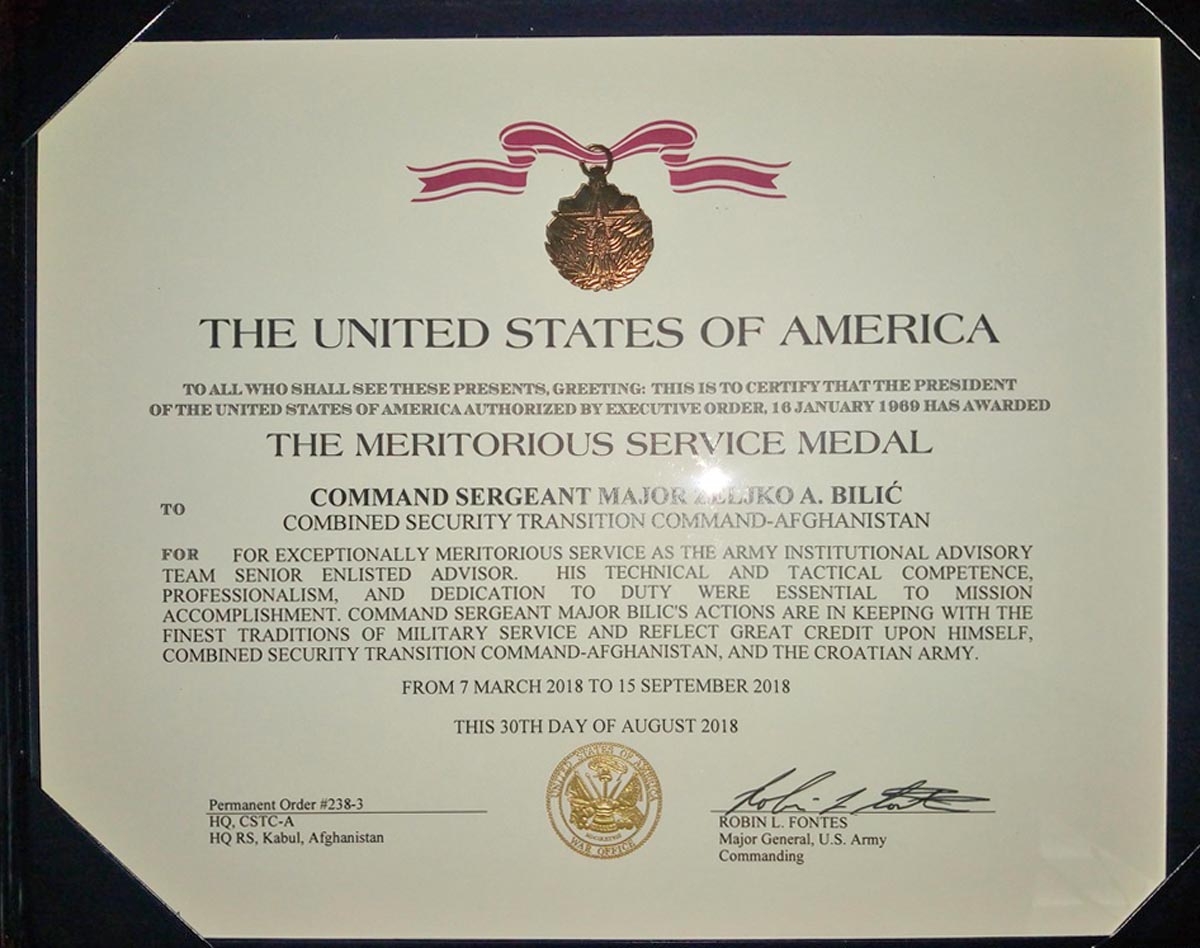 THE UNITED STATES OF AMERICA
TO ALL WHO SHALL SEE THESE PRESENTS, GREETING: THIS IS TO CERTIFY THAT THE PRESIDENT
OF THE UNITED STATES OF AMERICA AUTHORIZED BY EXECUTIVE ORDER, 16 JANUARY 1969 HAS AWARDED
THE MERITORIOUS SERVICE MEDAL
TO
COMMAND SERGEANT MAJOR ŽELJKO A. BILIĆ
COMBINED SECURITY TRANSITION COMMAND-AFGHANISTAN
FOR FOR EXCEPTIONALLY MERITORIOUS SERVICE AS THE ARMY INSTITUTIONAL ADVISORY
TEAM SENIOR ENLISTED ADVISOR. HIS TECHNICAL AND TACTICAL COMPETENCE,
PROFESSIONALISM, AND DEDICATION TO DUTY WERE ESSENTIAL TO MISSION
ACCOMPLISHMENT. COMMAND SERGEANT MAJOR BILIC'S ACTIONS ARE IN KEEPING WITH THE
FINEST TRADITIONS OF MILITARY SERVICE AND REFLECT GREAT CREDIT UPON HIMSELF,
COMBINED SECURITY TRANSITION COMMAND-AFGHANISTAN, AND THE CROATIAN ARMY.
FROM 7 MARCH 2018 TO 15 SEPTEMBER 2018
THIS 30TH DAY OF AUGUST 2018
UNITED STATES OF AMERICA
WAR OFFICE
Permanent Order #238-3
HQ, CSTC-A
HQ RS, Kabul, Afghanistan
Robin L Fontes
ROBIN L. FONTES
Major General, U.S. Army
Commanding